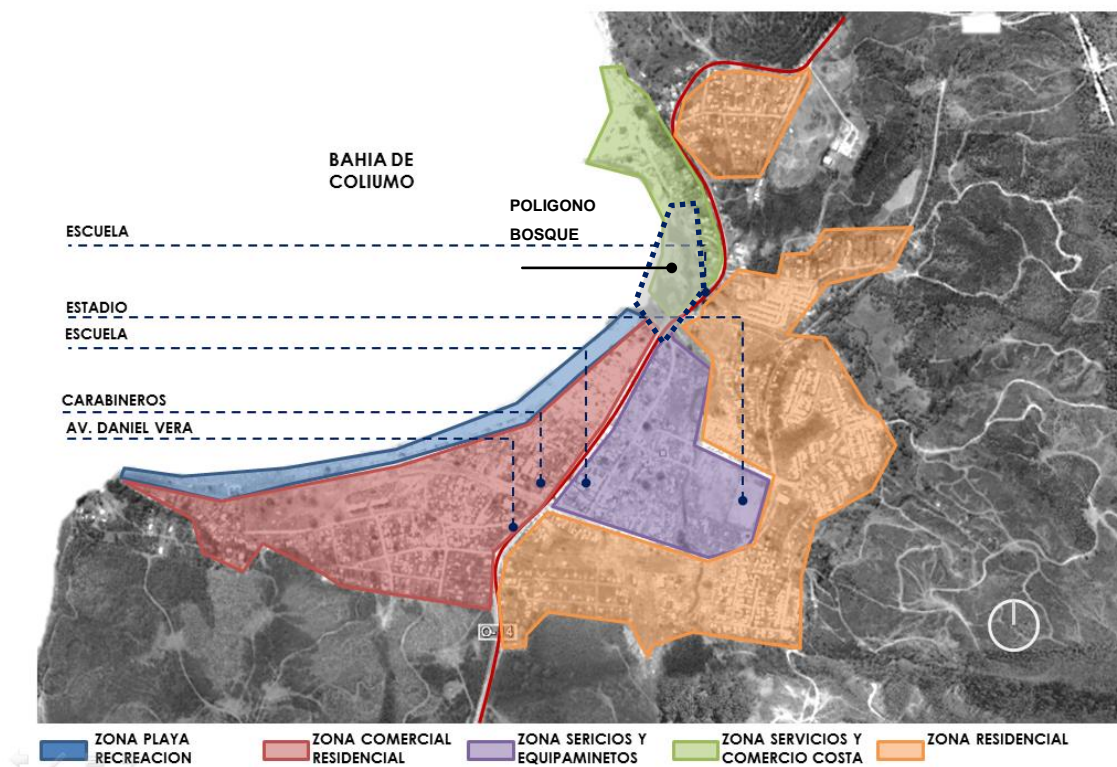 BAHIA DE
COLIUMO
POLIGONO
BOSQUE
ESCUELA
ESTADIO
ESCUELA
CARABINEROS
AV. DANIEL VERA
ZONA PLAYA
RECREACION
ZONA COMERCIAL
RESIDENCIAL
ZONA SERICIOS Y
EQUIPAMINETOS
ZONA SERVICIOS Y
COMERCIO COSTA
ZONA RESIDENCIAL